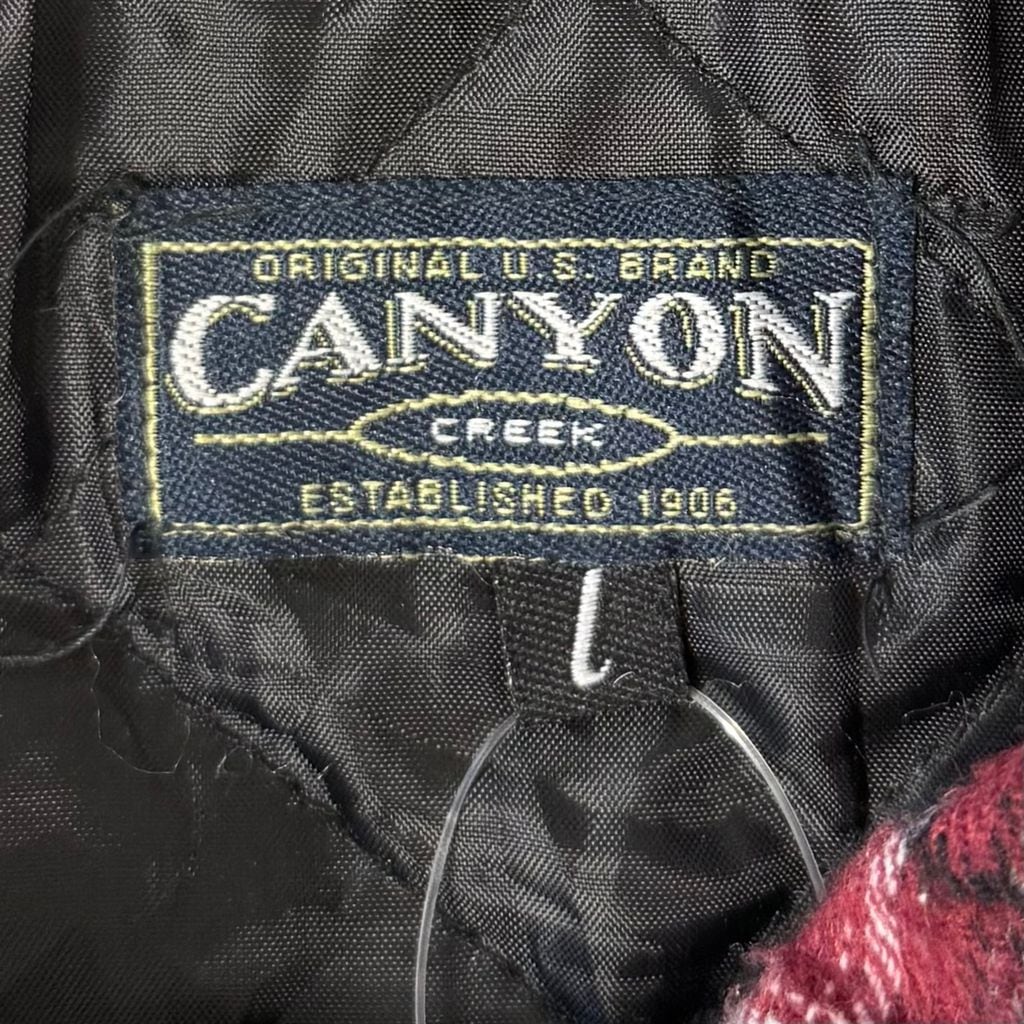 ORIGINAL U.S. BRAND
CANYON
CREEK
ESTABLISHED 1906
L